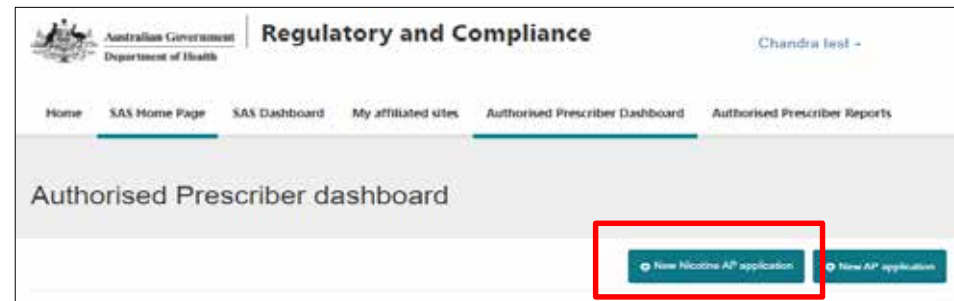 Australian Government
Department of Health
Regulatory and Compliance
Chandra test
Home SAS Home Page SAS Dashboard My affiliated sites Authorised Prescriber Dashboard Authorised Prescriber Reports
Authorised Prescriber dashboard
New Nicotine AP application New AP application